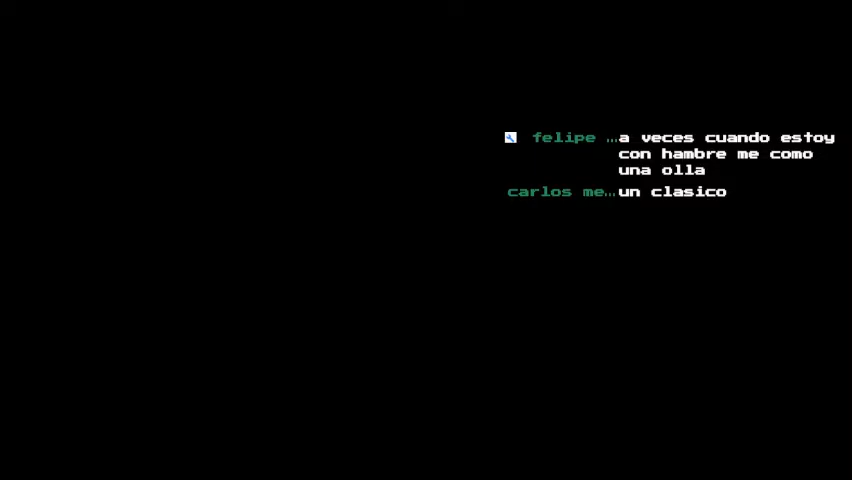 felipe ...a veces cuando estoy
con hambre me como
una olla
carlos me...un clasico